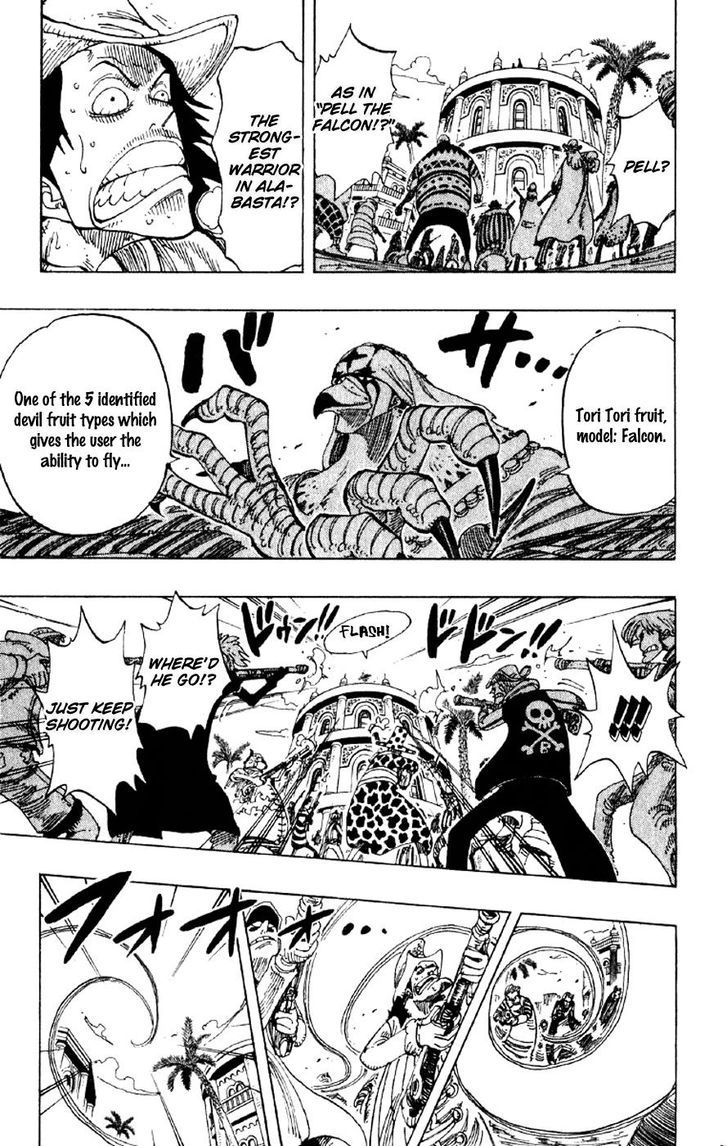 PELL?
AS IN
"PELL THE
FALCON!?"
THE
STRONG-
EST
WARRIOR
IN ALA-
BASTA!?
Tori Tori fruit,
model: Falcon.
バサッ
One of the 5 identified
devil fruit types which
gives the user the
ability to fly...
!!!!
ドドン!!
FLASH!
ドゥン!!
WHERE'D
HE GO!?
JUST KEEP
SHOOTING!
B
フォオオ...